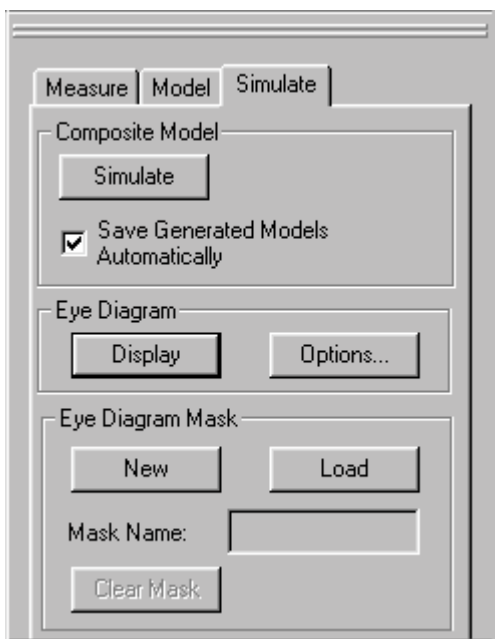 Measure Model Simulate
Composite Model
Simulate
Save Generated Models
Automatically
Eye Diagram
Display Options...
Eye Diagram Mask
New Load
Mask Name:
Clear Mask